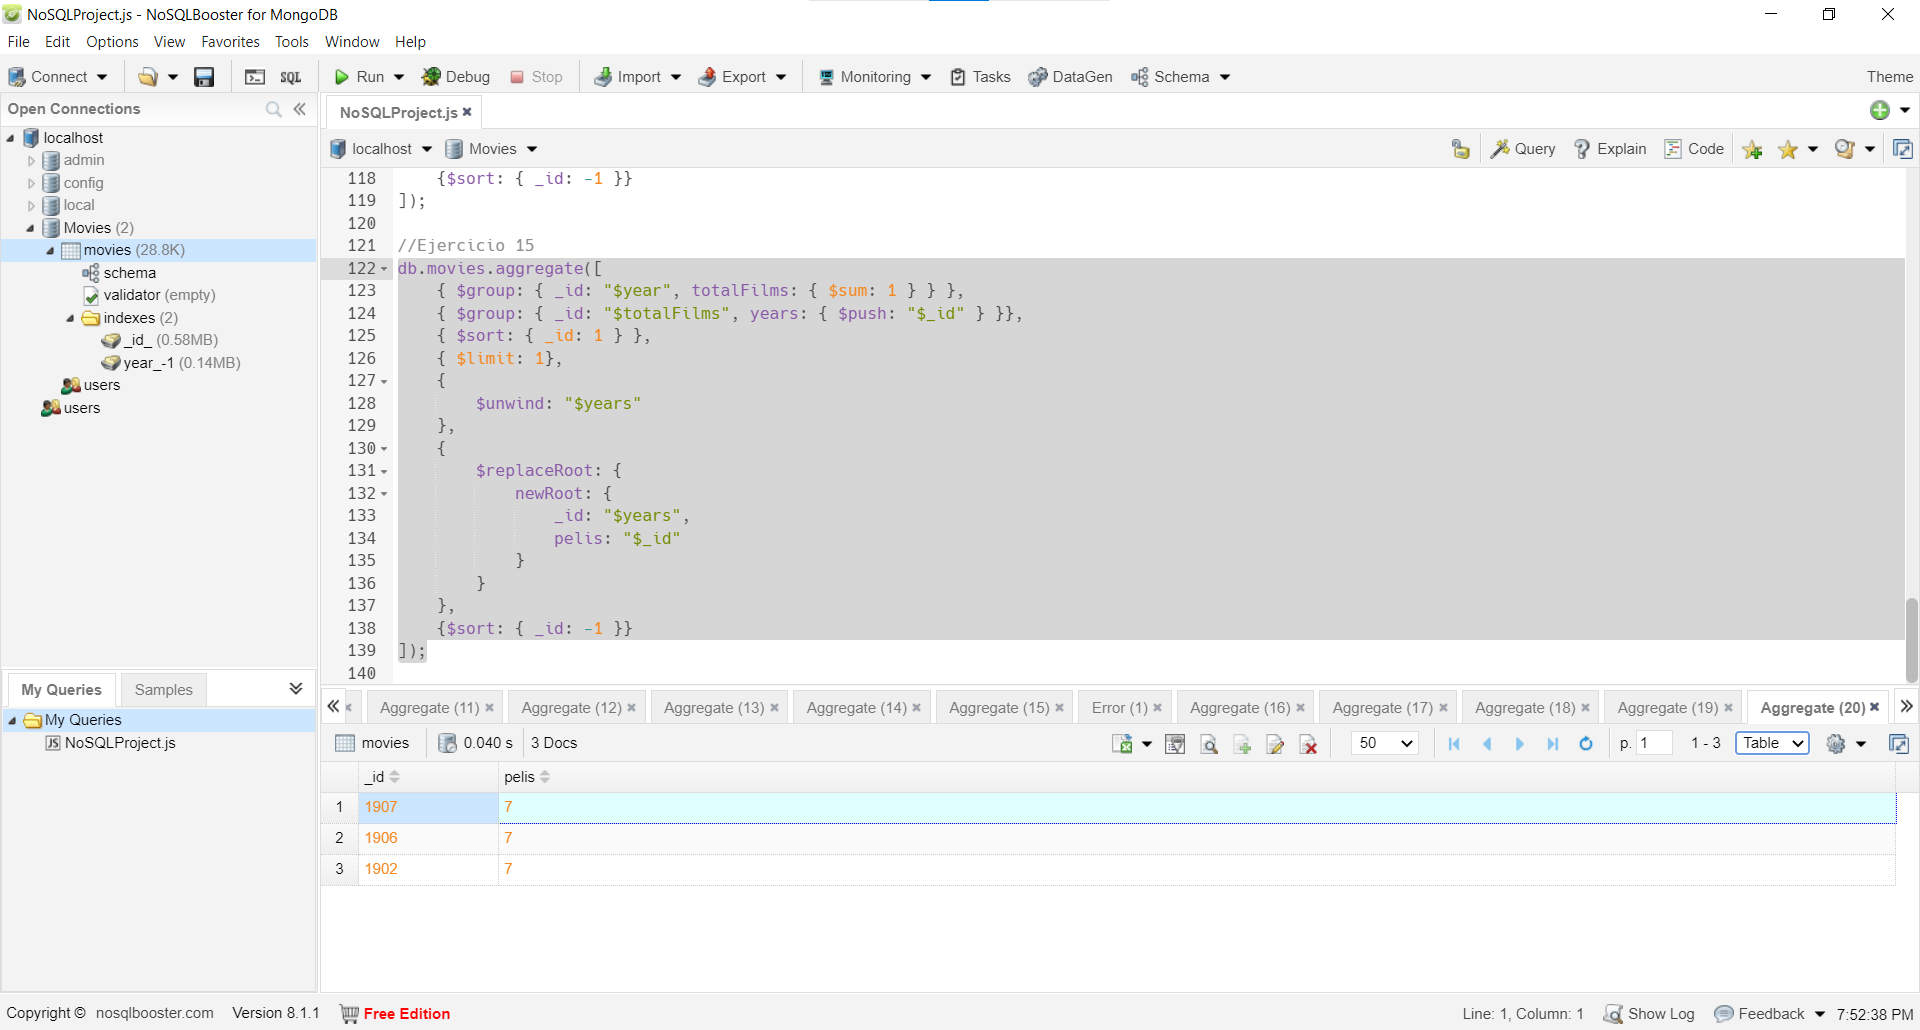 NoSQLProject.js - NoSQLBooster for MongoDB
File Edit Options View Favorites Tools Window Help
Connect SQL Run Debug Stop Import Export Monitoring Tasks DataGen Schema Theme
Open Connections
localhost
admin
config
local
Movies (2)
movies (28.8K)
schema
validator (empty)
indexes (2)
_id_ (0.58MB)
year_-1 (0.14MB)
users
users
My Queries Samples
My Queries
JS NoSQLProject.js
NoSQLProject.js
localhost Movies Query Explain Code
118 {$sort: { _id: -1 }}
119 ]);
120
121 //Ejercicio 15
122 db.movies.aggregate([
123 { $group: { _id: "$year", totalFilms: { $sum: 1 } } },
124 { $group: { _id: "$totalFilms", years: { $push: "$_id" } }},
125 { $sort: { _id: 1 } },
126 { $limit: 1},
127 {
128 $unwind: "$years"
129 },
130 {
131 $replaceRoot: {
132 newRoot: {
133 _id: "$years",
134 pelis: "$_id"
135 }
136 }
137 },
138 {$sort: { _id: -1 }}
139 ]);
140
Aggregate (11) Aggregate (12) Aggregate (13) Aggregate (14) Aggregate (15) Error (1) Aggregate (16) Aggregate (17) Aggregate (18) Aggregate (19) Aggregate (20)
movies 0.040 s 3 Docs 50 p. 1 1 - 3 Table
_id pelis
1 1907 7
2 1906 7
3 1902 7
Copyright © nosqlbooster.com Version 8.1.1 Free Edition Line: 1, Column: 1 Show Log Feedback 7:52:38 PM